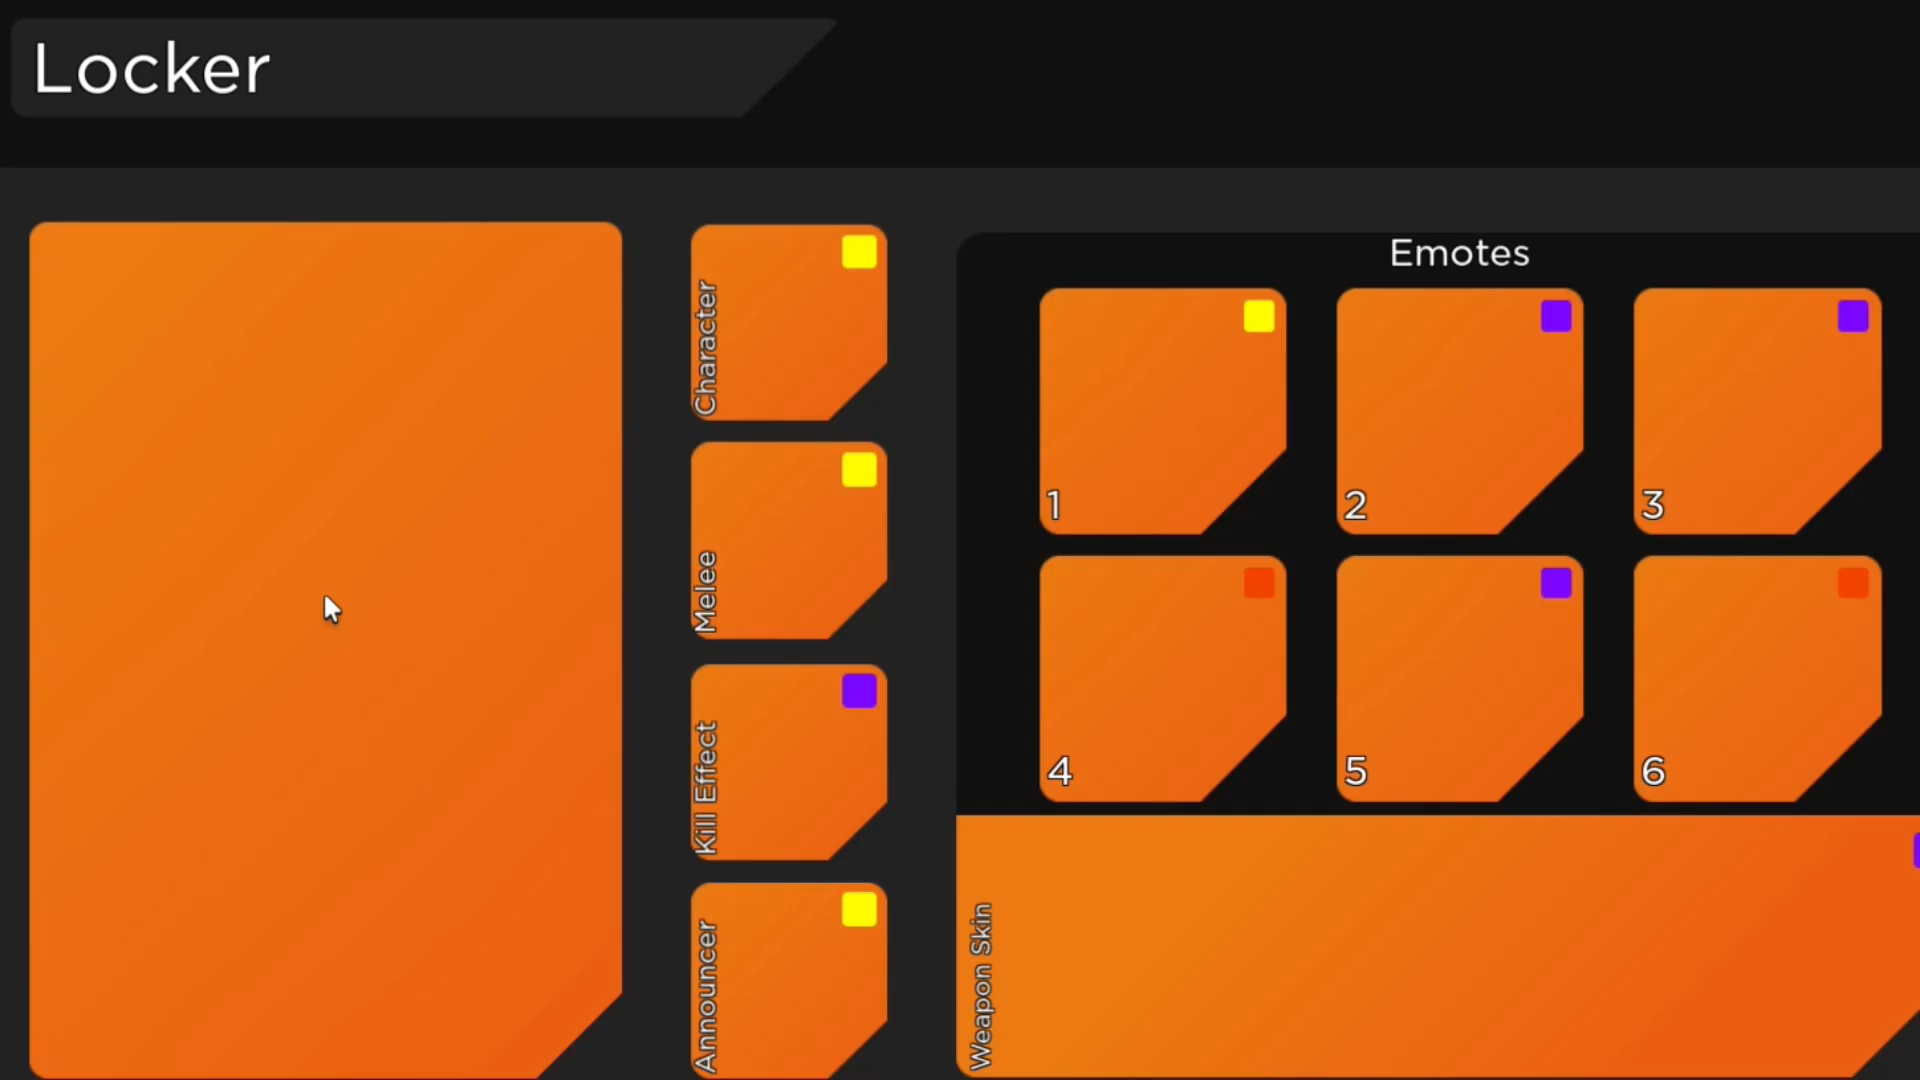 Locker
Character
Melee
Kill Effect
Announcer
Emotes
1
2
3
4
5
6
Weapon Skin